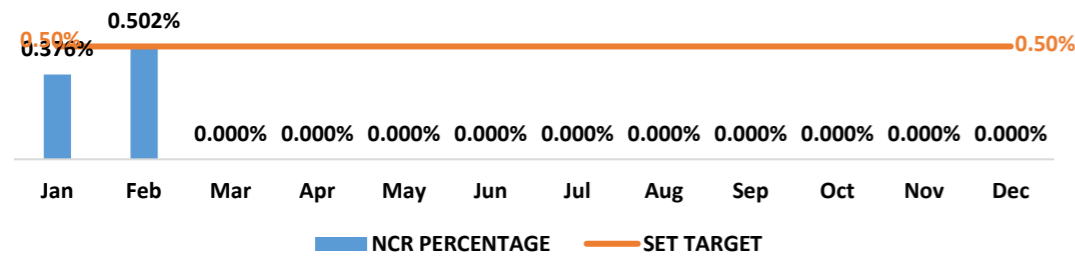 0.502%
0.50%
0.376%
0.50%
0.000% 0.000% 0.000% 0.000% 0.000% 0.000% 0.000% 0.000% 0.000% 0.000%
Jan Feb Mar Apr May Jun Jul Aug Sep Oct Nov Dec
NCR PERCENTAGE SET TARGET